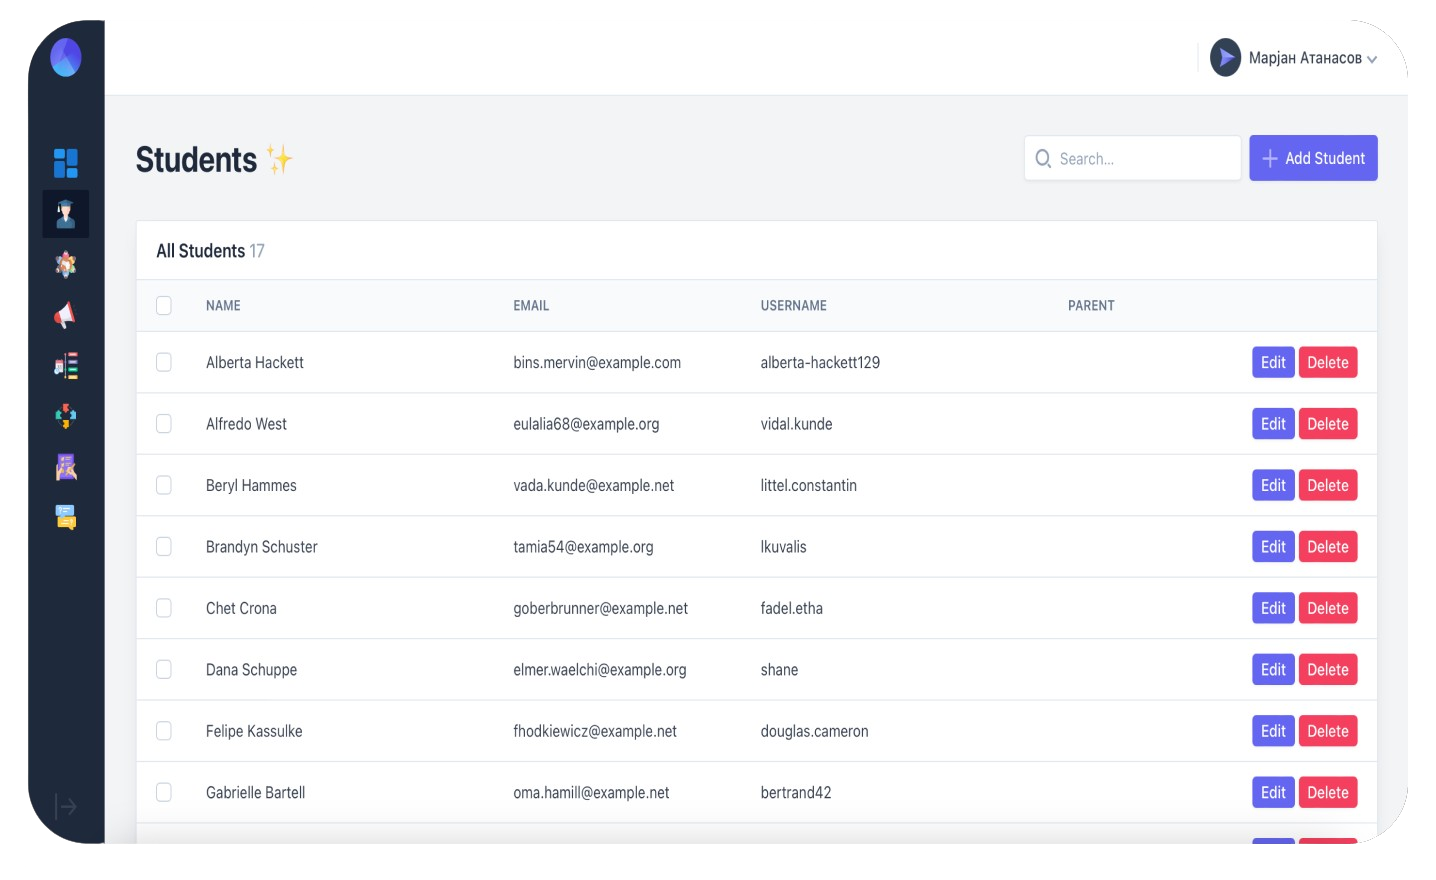 Марјан Атанасов
Students ✨
Search...
+ Add Student
All Students 17
NAME EMAIL USERNAME PARENT
Alberta Hackett bins.mervin@example.com alberta-hackett129 Edit Delete
Alfredo West eulalia68@example.org vidal.kunde Edit Delete
Beryl Hammes vada.kunde@example.net littel.constantin Edit Delete
Brandyn Schuster tamia54@example.org lkuvalis Edit Delete
Chet Crona goberbrunner@example.net fadel.etha Edit Delete
Dana Schuppe elmer.waelchi@example.org shane Edit Delete
Felipe Kassulke fhodkiewicz@example.net douglas.cameron Edit Delete
Gabrielle Bartell oma.hamill@example.net bertrand42 Edit Delete